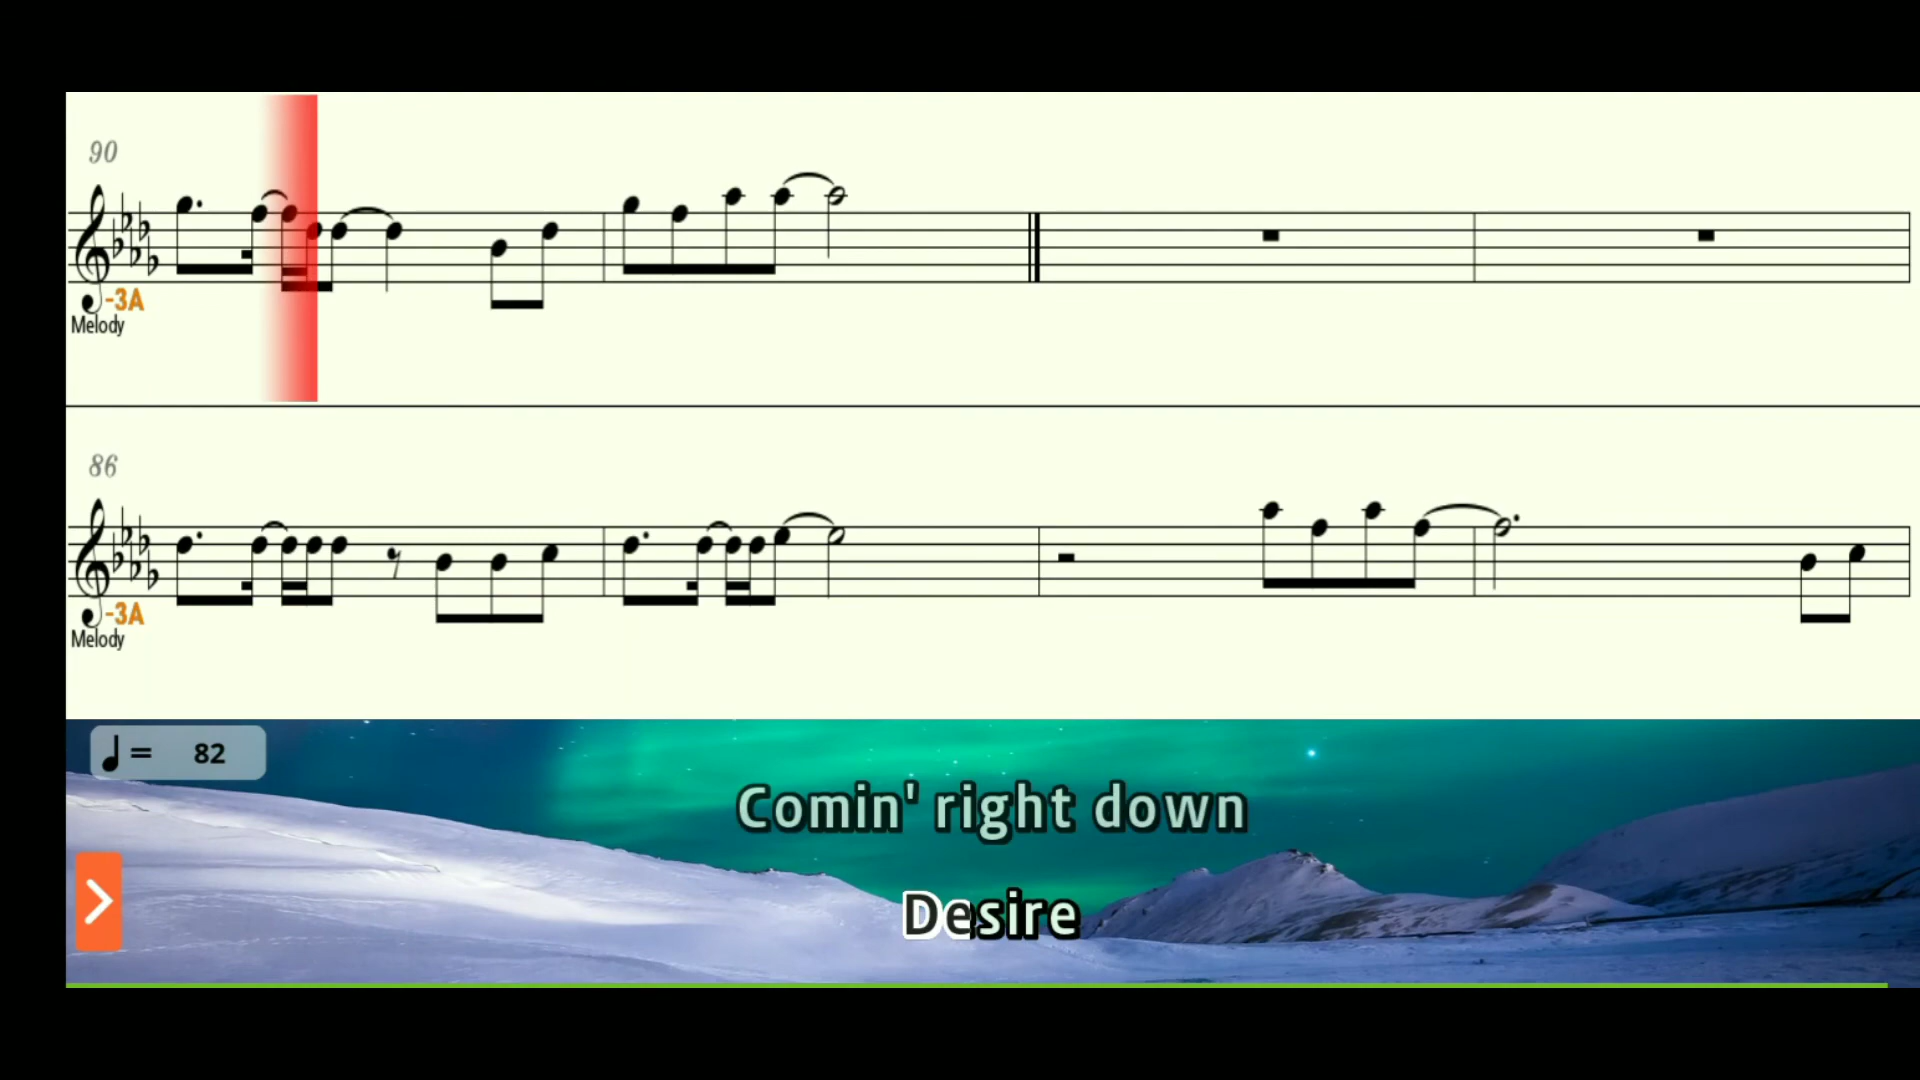 90
-3A
Melody
86
-3A
Melody
= 82
Comin' right down
Desire